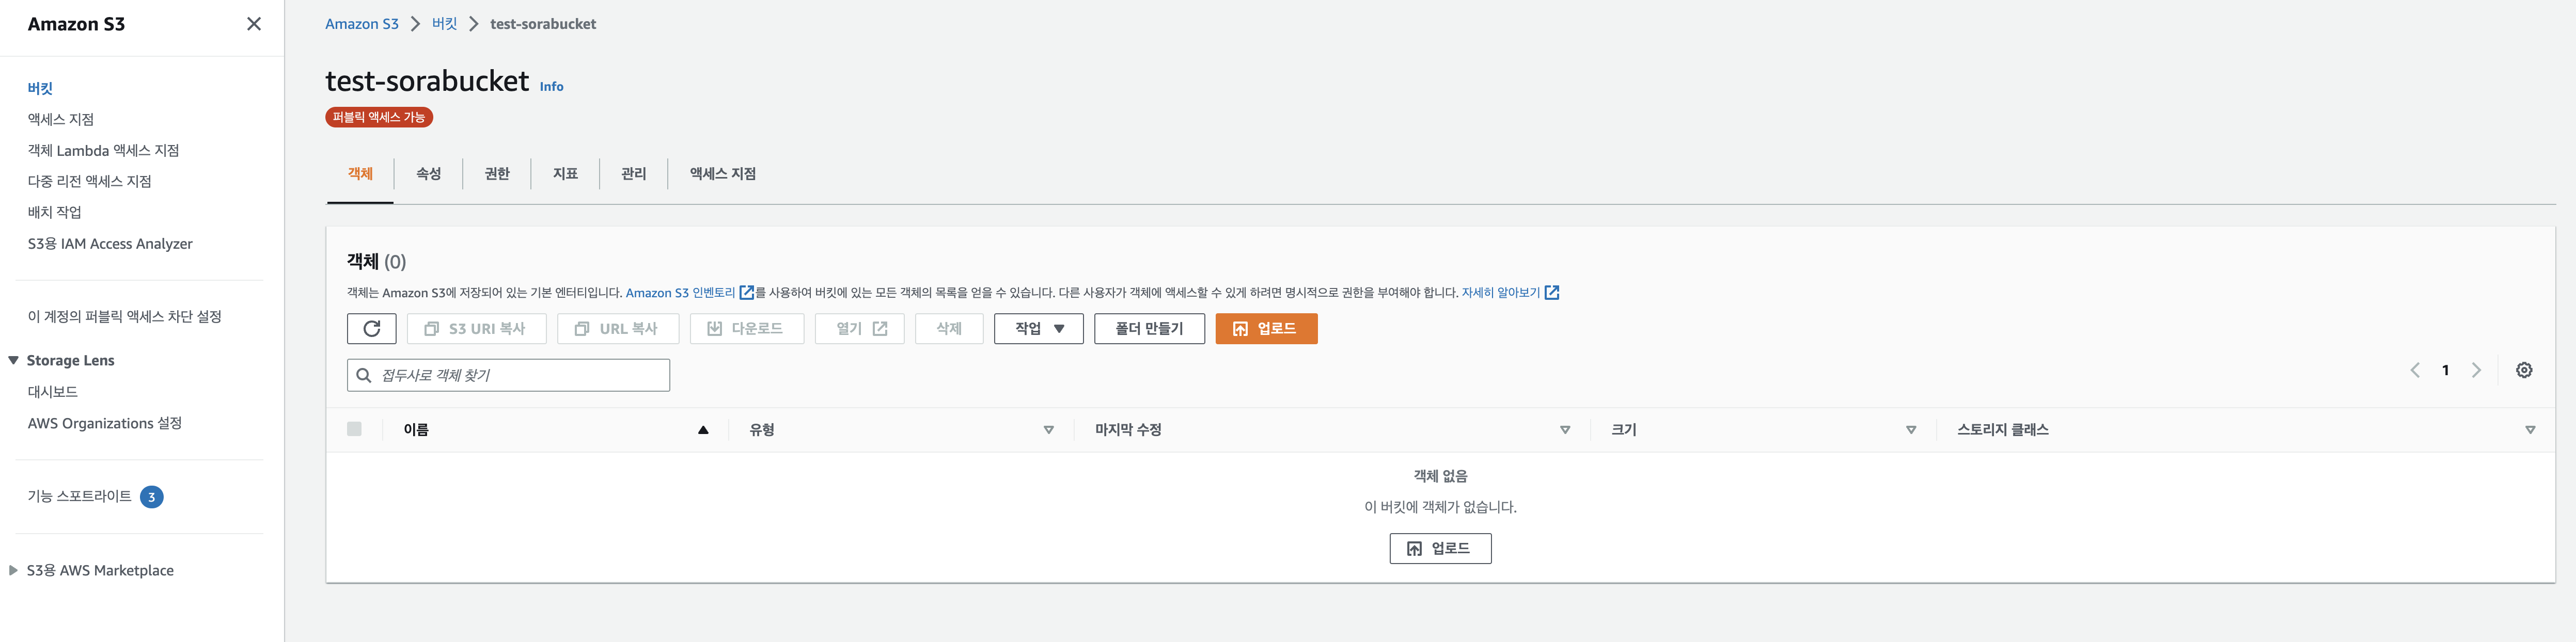 Amazon S3
버킷
액세스 지점
객체 Lambda 액세스 지점
다중 리전 액세스 지점
배치 작업
S3용 IAM Access Analyzer
이 계정의 퍼블릭 액세스 차단 설정
Storage Lens
대시보드
AWS Organizations 설정
기능 스포트라이트 3
S3용 AWS Marketplace
Amazon S3 > 버킷 > test-sorabucket
test-sorabucket Info
퍼블릭 액세스 가능
객체 속성 권한 지표 관리 액세스 지점
객체 (0)
객체는 Amazon S3에 저장되어 있는 기본 엔터티입니다. Amazon S3 인벤토리를 사용하여 버킷에 있는 모든 객체의 목록을 얻을 수 있습니다. 다른 사용자가 객체에 액세스할 수 있게 하려면 명시적으로 권한을 부여해야 합니다. 자세히 알아보기
S3 URI 복사 URL 복사 다운로드 열기 삭제 작업 폴더 만들기 업로드
접두사로 객체 찾기
1
이름 유형 마지막 수정 크기 스토리지 클래스
객체 없음
이 버킷에 객체가 없습니다.
업로드